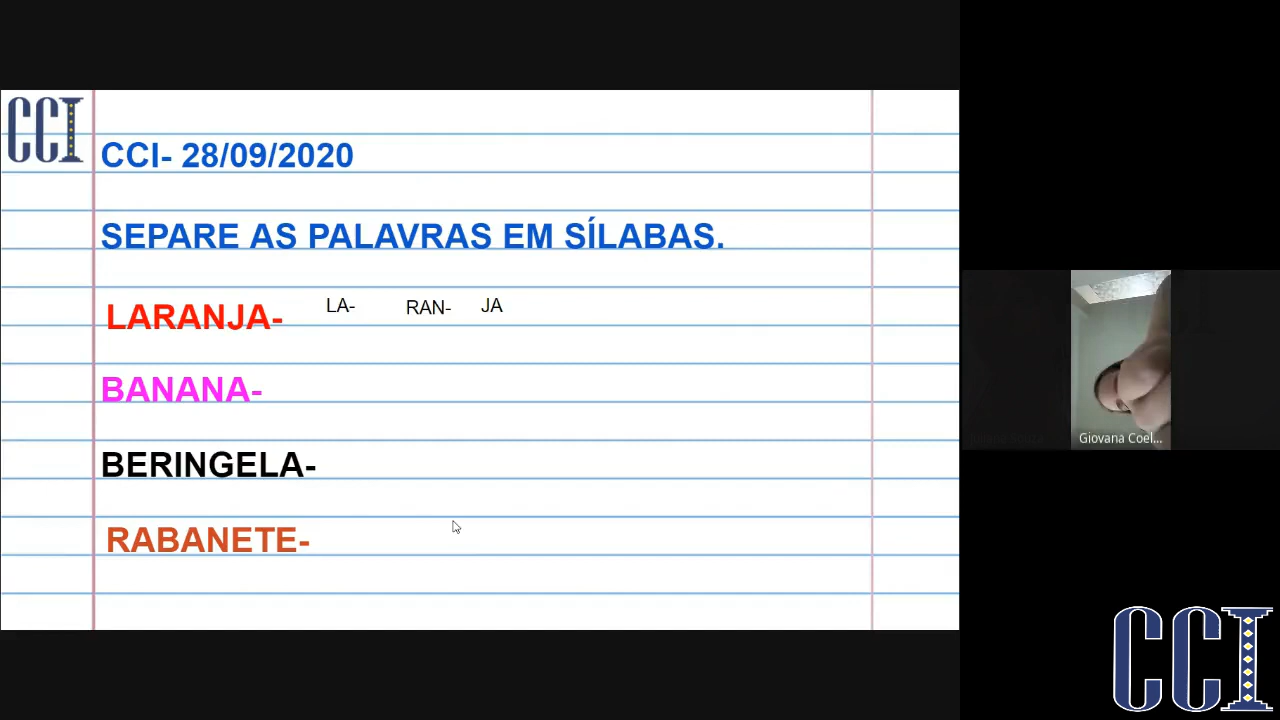 CCI
CCI- 28/09/2020
SEPARE AS PALAVRAS EM SÍLABAS.
LARANJA- LA- RAN- JA
BANANA-
BERINGELA-
RABANETE-
Giovana Coel...
CCI